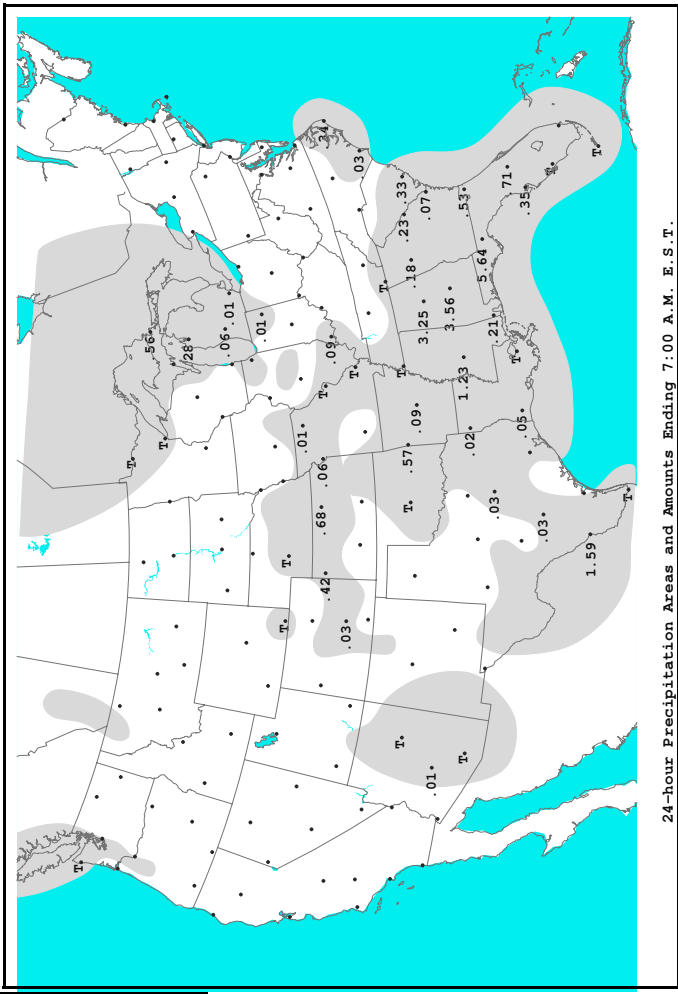 T
T
.56
T
.28
.06
.01
.01
T
T
.01
.68
.06
T
.34
.42
.09
.03
T
.03
T
T
T
.33
.23
T
.57
.18
.09
3.25
.07
.01
3.56
T
1.23
.53
.02
5.64
.03
.21
.71
T
.05
.35
.03
T
1.59
T
T
24-hour Precipitation Areas and Amounts Ending 7:00 A.M. E.S.T.